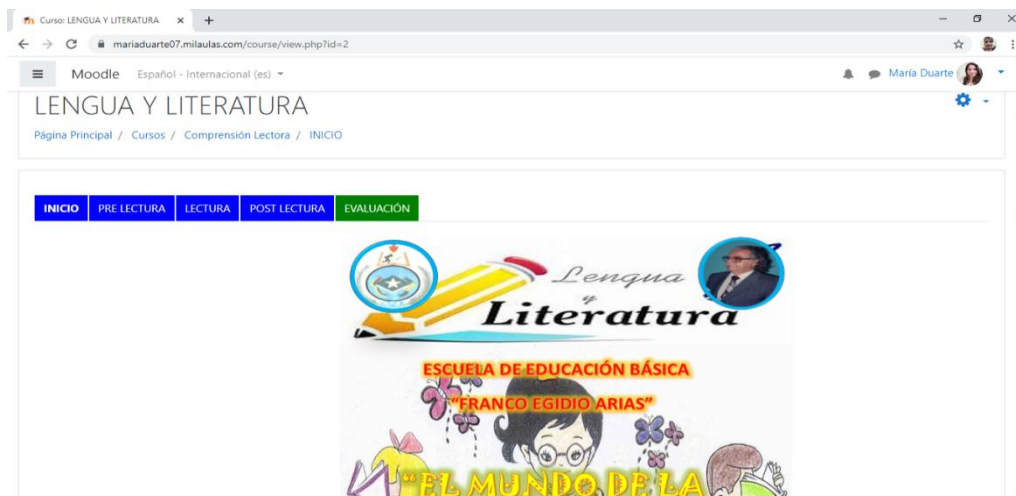 Curso: LENGUA Y LITERATURA
mariaduarte07.milaulas.com/course/view.php?id=2
Moodle Español - Internacional (es)
María Duarte
LENGUA Y LITERATURA
Página Principal / Cursos / Comprensión Lectora / INICIO
INICIO PRE LECTURA LECTURA POST LECTURA EVALUACIÓN
Lengua
y
Literatura
ESCUELA DE EDUCACIÓN BÁSICA
"FRANCO EGIDIO ARIAS"
"EL MUNDO DE LA